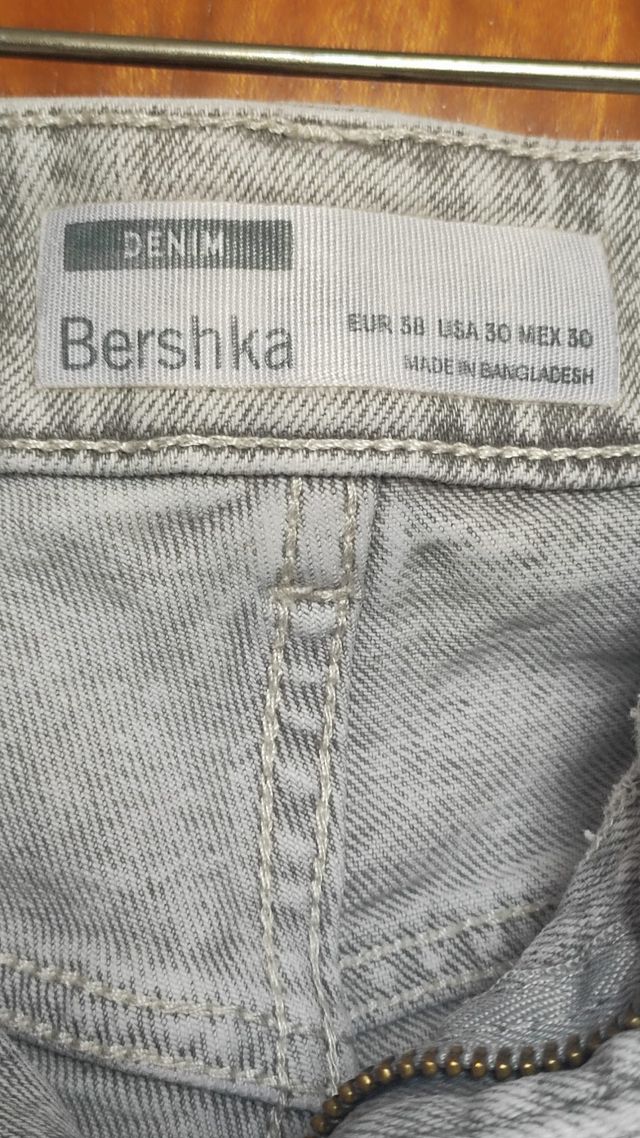 DENIM
Bershka
EUR 38 USA 30 MEX 30
MADE IN BANGLADESH